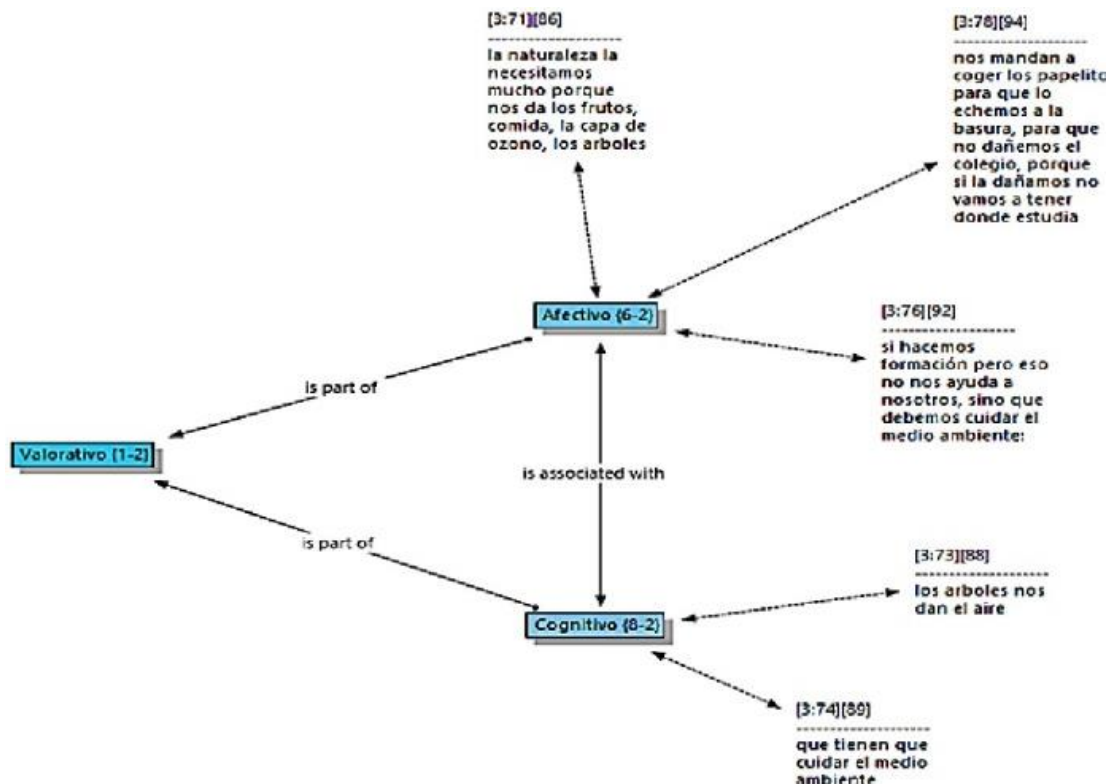 [3:71][86]
--------------------
la naturaleza la
necesitamos
mucho porque
nos da los frutos,
comida, la capa de
ozono, los arboles
[3:78][94]
--------------------
nos mandan a
coger los papelito
para que lo
echemos a la
basura, para que
no dañemos el
colegio, porque
si la dañamos no
vamos a tener
donde estudia
Afectivo {6-2}
[3:76][92]
--------------------
si hacemos
formación pero eso
no nos ayuda a
nosotros, sino que
debemos cuidar el
medio ambiente:
is part of
Valorativo {1-2}
is associated with
is part of
[3:73][88]
--------------------
los arboles nos
dan el aire
Cognitivo {8-2}
[3:74][89]
--------------------
que tienen que
cuidar el medio
ambiente